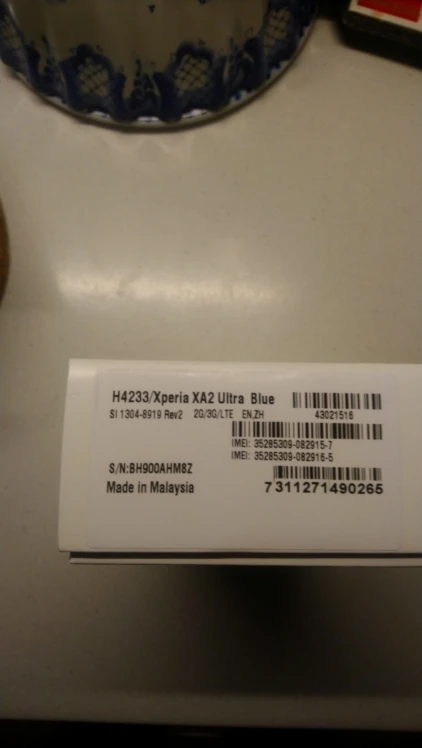 H4233/Xperia XA2 Ultra Blue
SI 1304-8919 Rev2 2G/3G/LTE EN,ZH 43021516
IMEI: 35285309-082915-7
IMEI: 35285309-082916-5
S/N:BH900AHM8Z
Made in Malaysia 7311271490265